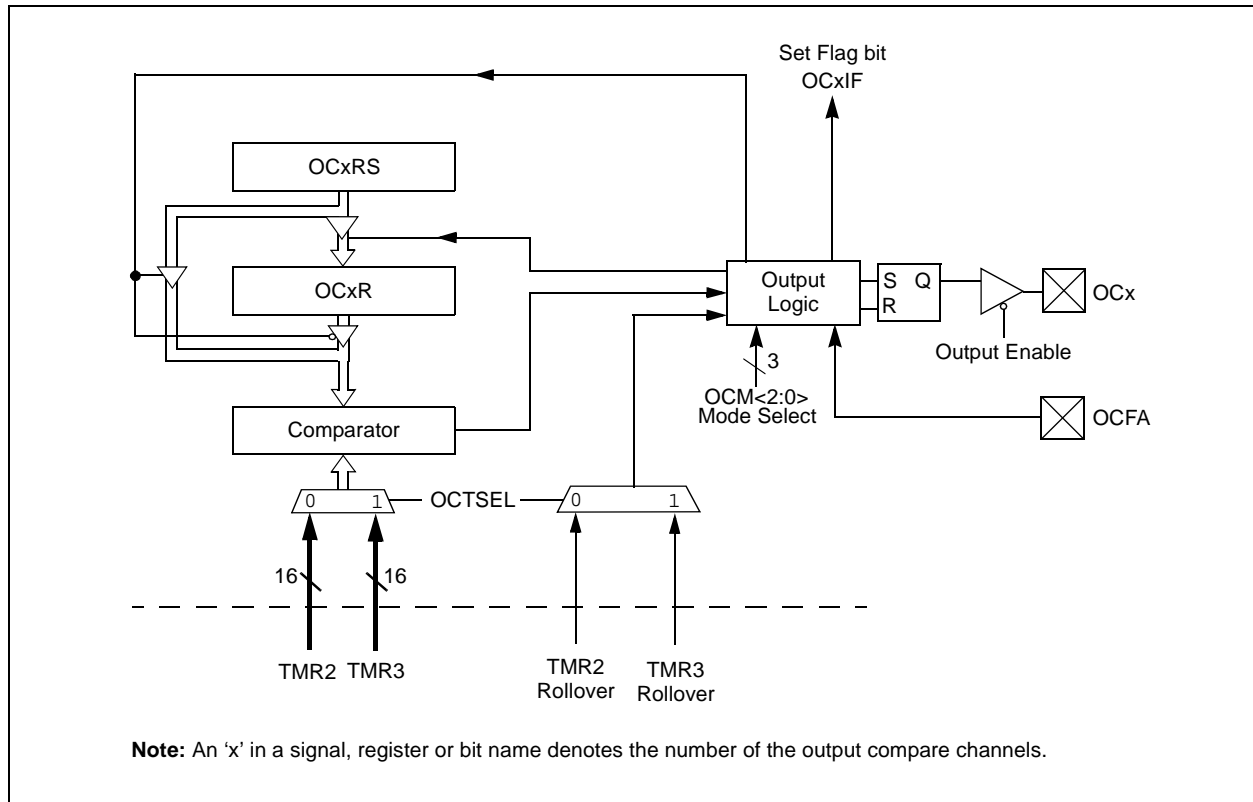 Set Flag bit
OCxIF
OCxRS
OCxR
Output
Logic
S Q
R
OCx
Output Enable
3
OCM<2:0>
Mode Select
OCFA
Comparator
0 1
OCTSEL
0 1
16
16
TMR2
TMR3
TMR2
Rollover
TMR3
Rollover
Note: An ‘x’ in a signal, register or bit name denotes the number of the output compare channels.